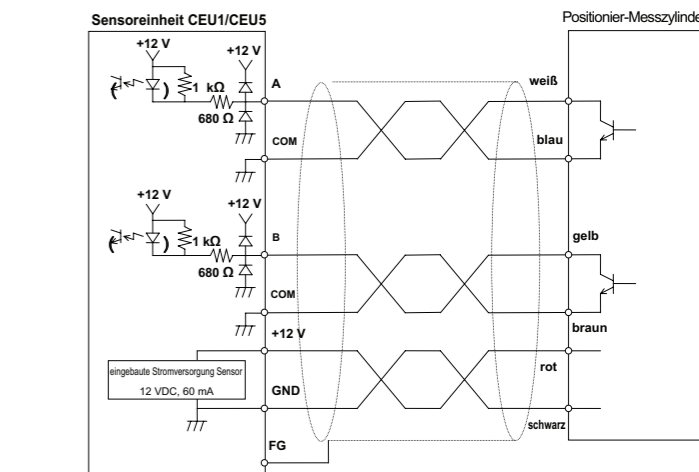 Sensoreinheit CEU1/CEU5
Positionier-Messzylinde
+12 V
+12 V
1 kΩ
680 Ω
A
COM
weiß
blau
+12 V
+12 V
1 kΩ
680 Ω
B
COM
gelb
braun
+12 V
rot
eingebaute Stromversorgung Sensor
12 VDC, 60 mA
GND
schwarz
FG